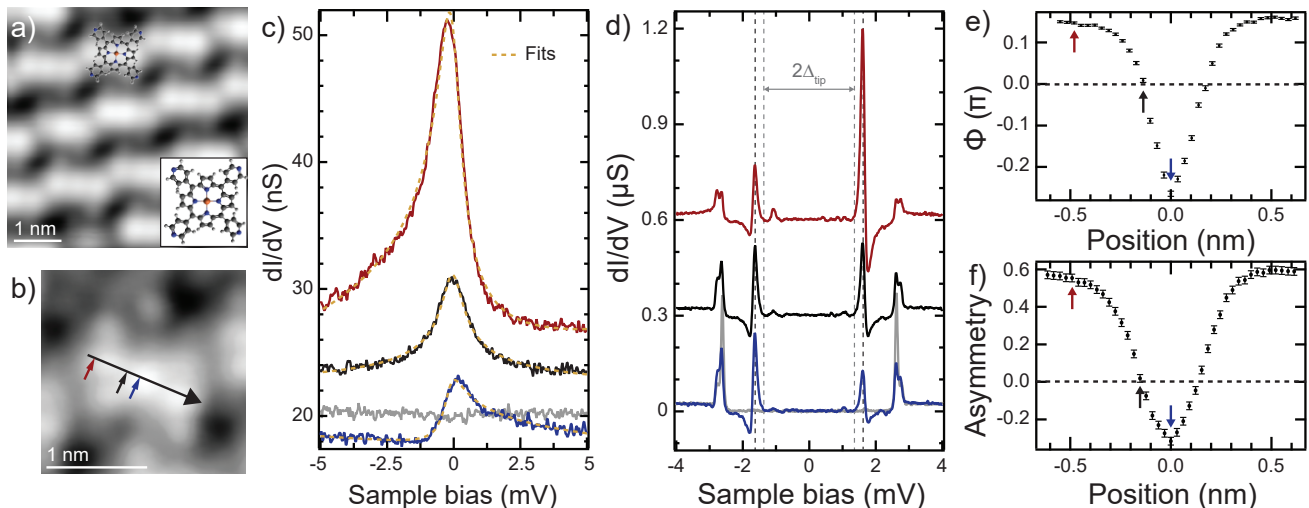 a)
1 nm
b)
1 nm
c)
dI/dV (nS)
50
40
30
20
Fits
-5
-2.5
0
2.5
5
Sample bias (mV)
d)
dI/dV (µS)
1.2
0.9
0.6
0.3
0
2Δtip
-4
-2
0
2
4
Sample bias (mV)
e)
Φ (π)
0.1
0.0
-0.1
-0.2
-0.5
0.0
0.5
Position (nm)
f)
Asymmetry
0.6
0.4
0.2
0.0
-0.2
-0.5
0.0
0.5
Position (nm)